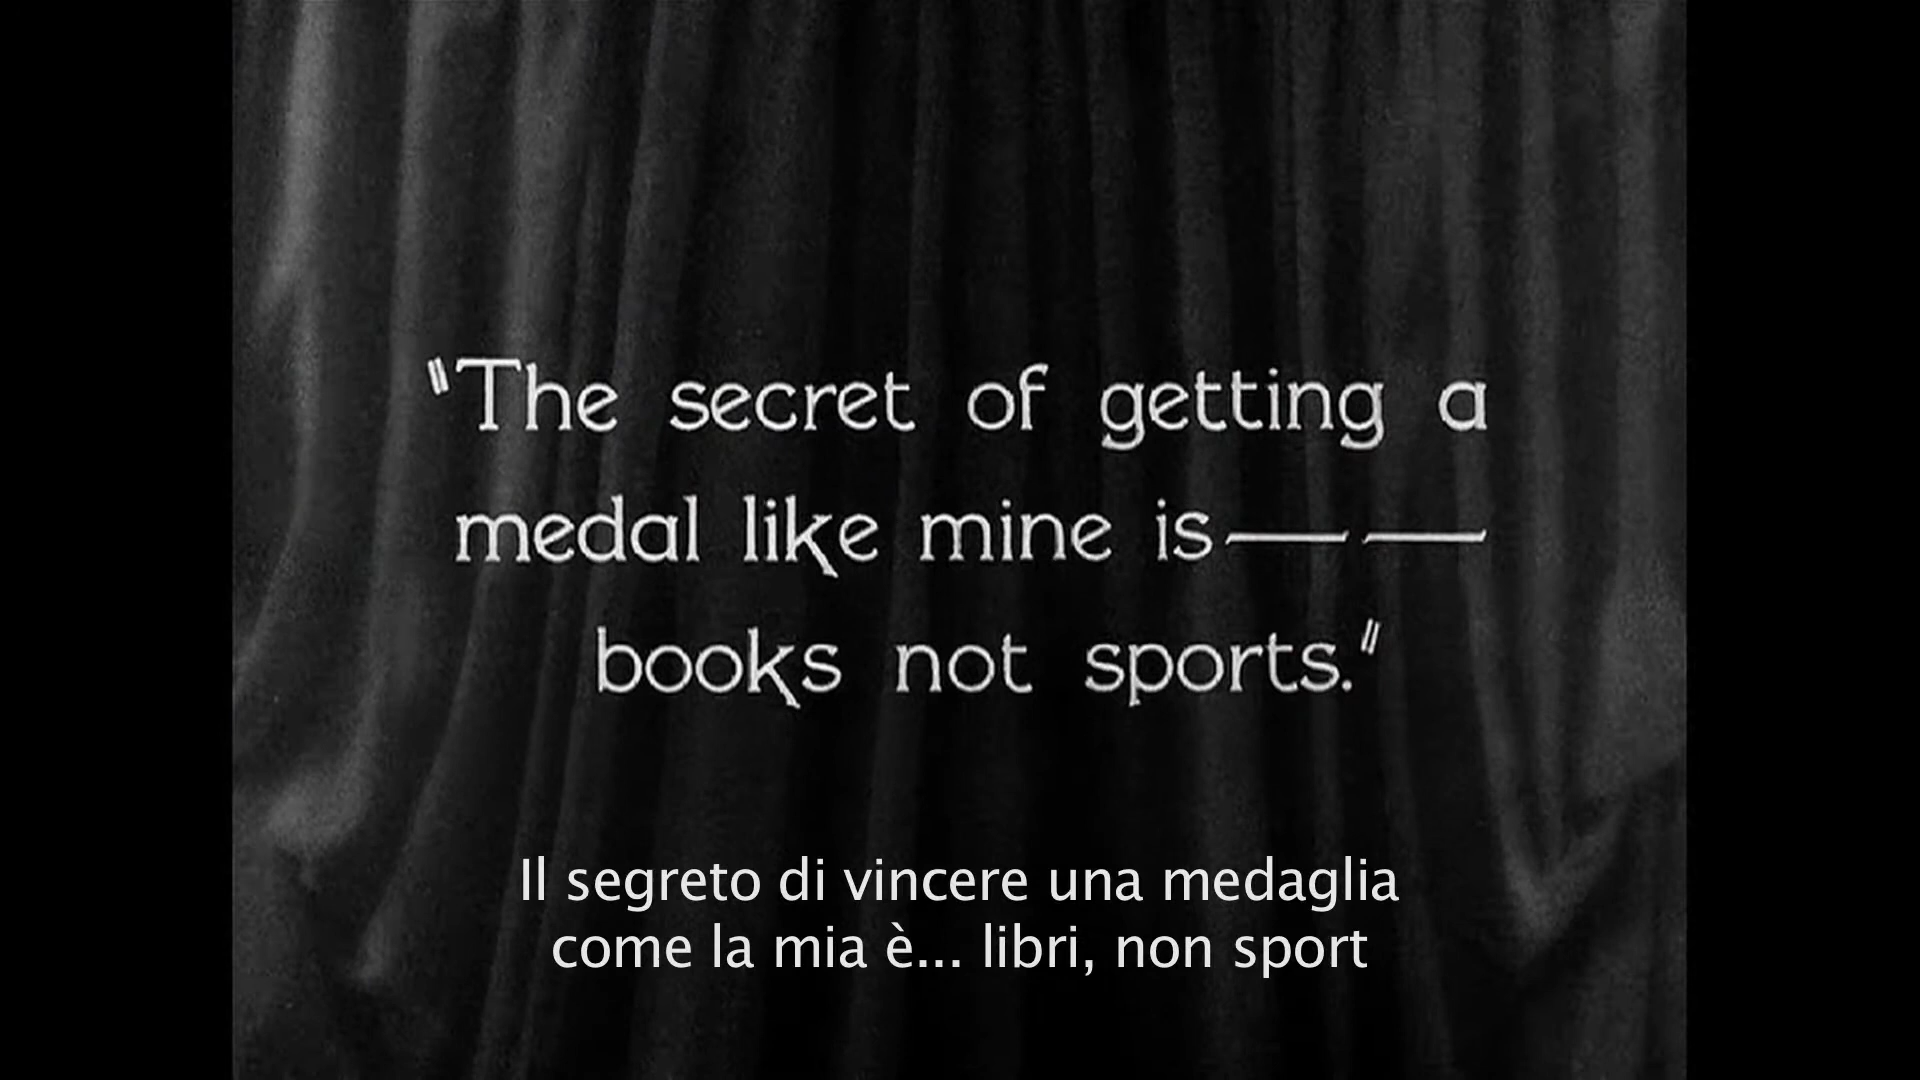 "The secret of getting a
medal like mine is — —
books not sports."
Il segreto di vincere una medaglia
come la mia è... libri, non sport